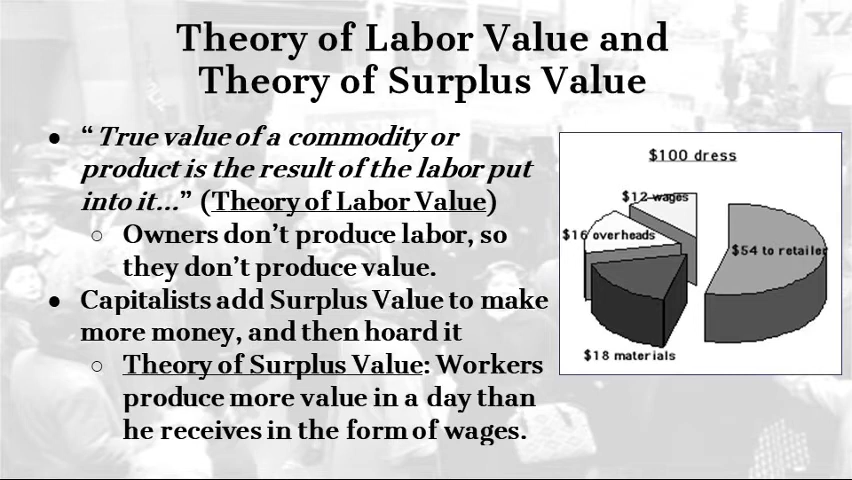 Theory of Labor Value and
Theory of Surplus Value
● “ True value of a commodity or
product is the result of the labor put
into it...” (Theory of Labor Value)
○ Owners don’t produce labor, so
they don’t produce value.
● Capitalists add Surplus Value to make
more money, and then hoard it
○ Theory of Surplus Value: Workers
produce more value in a day than
he receives in the form of wages.
$100 dress
$12 wages
$16 overheads
$54 to retailer
$18 materials